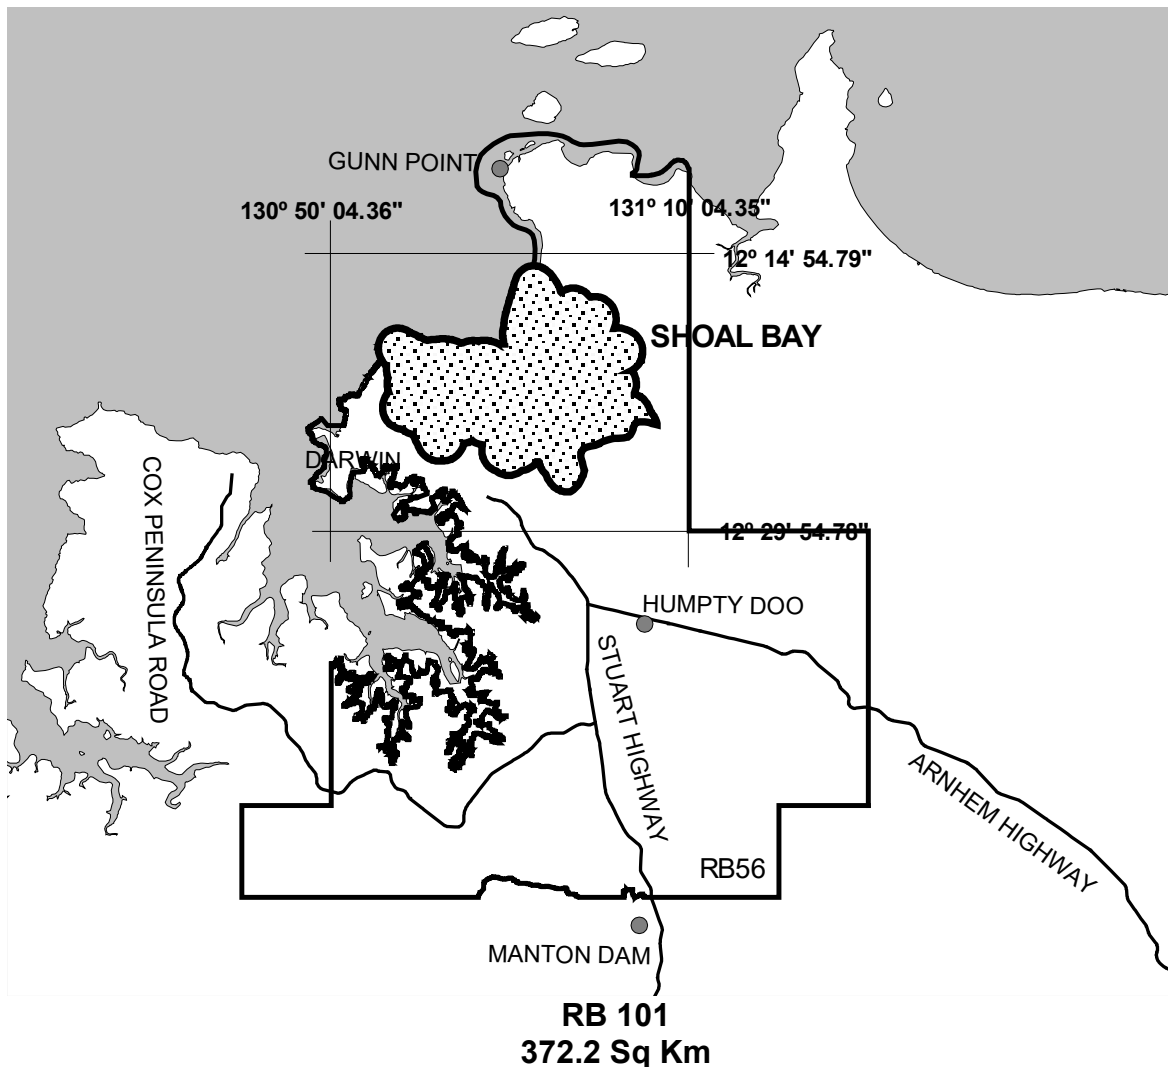 GUNN POINT
130º 50' 04.36"
131º 10' 04.35"
12º 14' 54.79"
SHOAL BAY
DARWIN
COX PENINSULA ROAD
12º 29' 54.78"
HUMPTY DOO
STUART HIGHWAY
ARNHEM HIGHWAY
RB56
MANTON DAM
RB 101
372.2 Sq Km